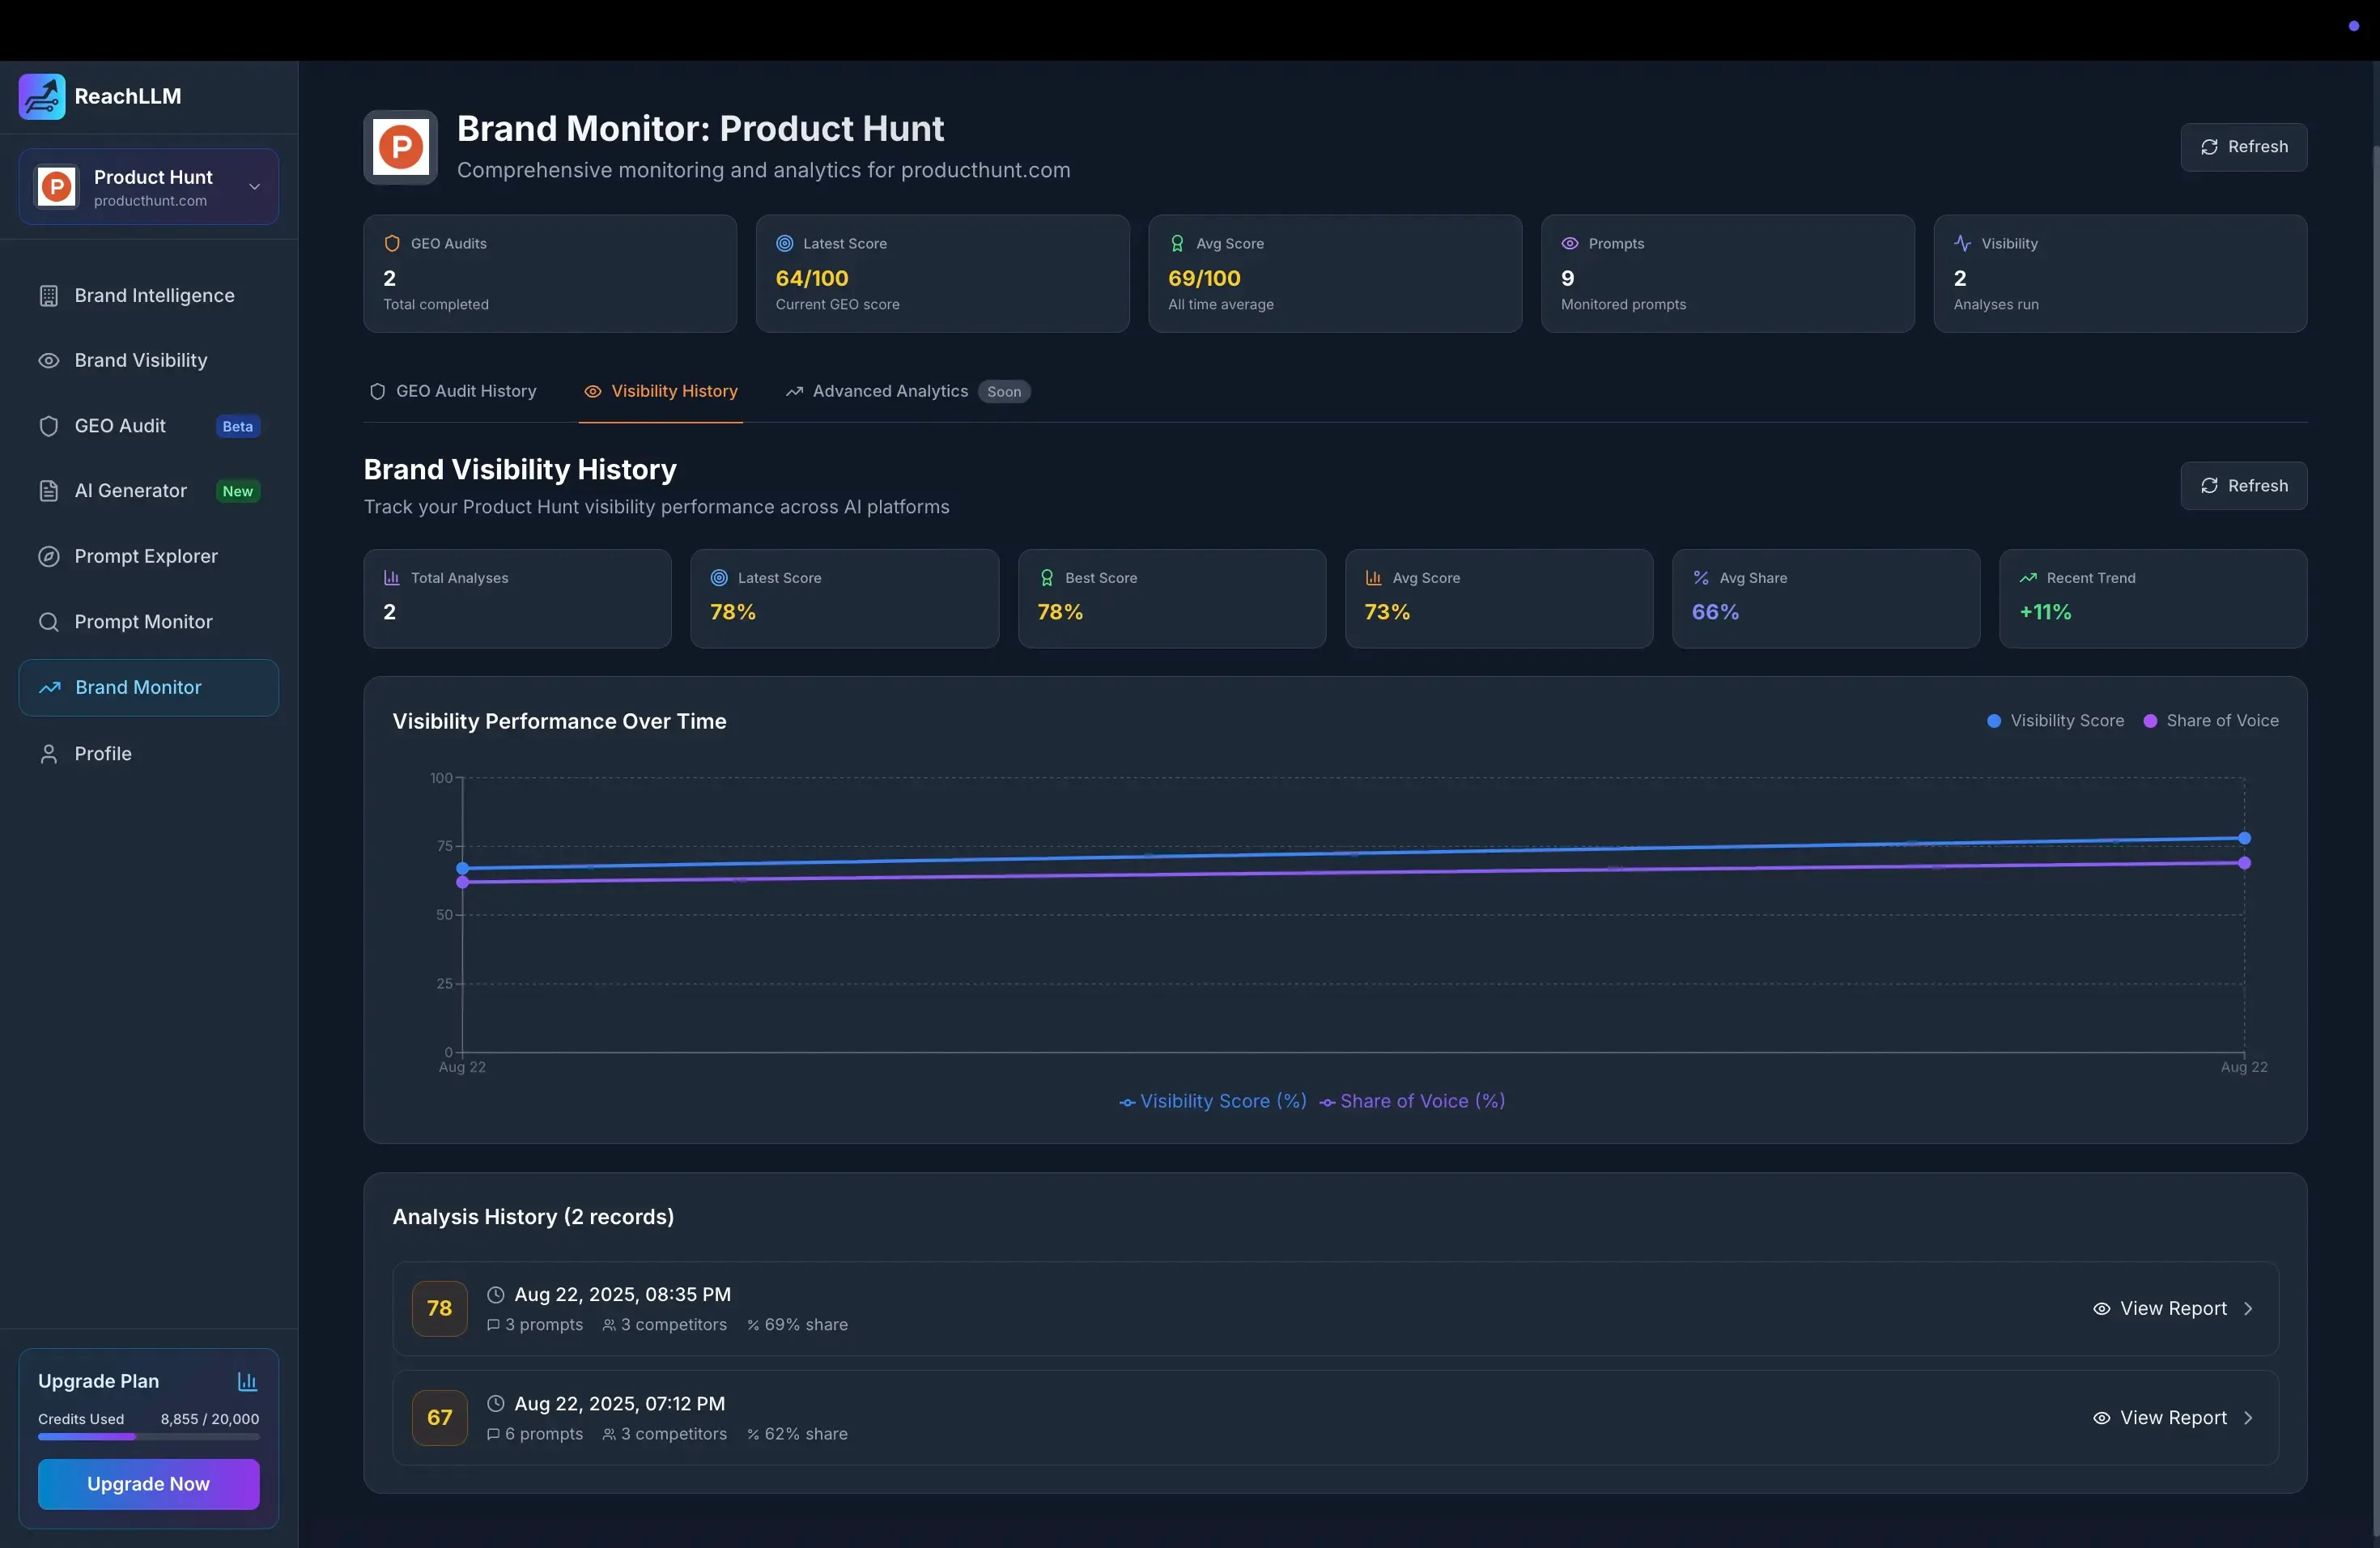 ReachLLM
P
Product Hunt
producthunt.com
Brand Intelligence
Brand Visibility
GEO Audit Beta
AI Generator New
Prompt Explorer
Prompt Monitor
Brand Monitor
Profile
Upgrade Plan
Credits Used 8,855 / 20,000
Upgrade Now
P
Brand Monitor: Product Hunt
Comprehensive monitoring and analytics for producthunt.com
Refresh
GEO Audits
2
Total completed
Latest Score
64/100
Current GEO score
Avg Score
69/100
All time average
Prompts
9
Monitored prompts
Visibility
2
Analyses run
GEO Audit History
Visibility History
Advanced Analytics Soon
Brand Visibility History
Track your Product Hunt visibility performance across AI platforms
Refresh
Total Analyses
2
Latest Score
78%
Best Score
78%
Avg Score
73%
Avg Share
66%
Recent Trend
+11%
Visibility Performance Over Time
Visibility Score Share of Voice
100
75
50
25
0
Aug 22 Aug 22
Visibility Score (%) Share of Voice (%)
Analysis History (2 records)
78
Aug 22, 2025, 08:35 PM
3 prompts 3 competitors 69% share
View Report
67
Aug 22, 2025, 07:12 PM
6 prompts 3 competitors 62% share
View Report